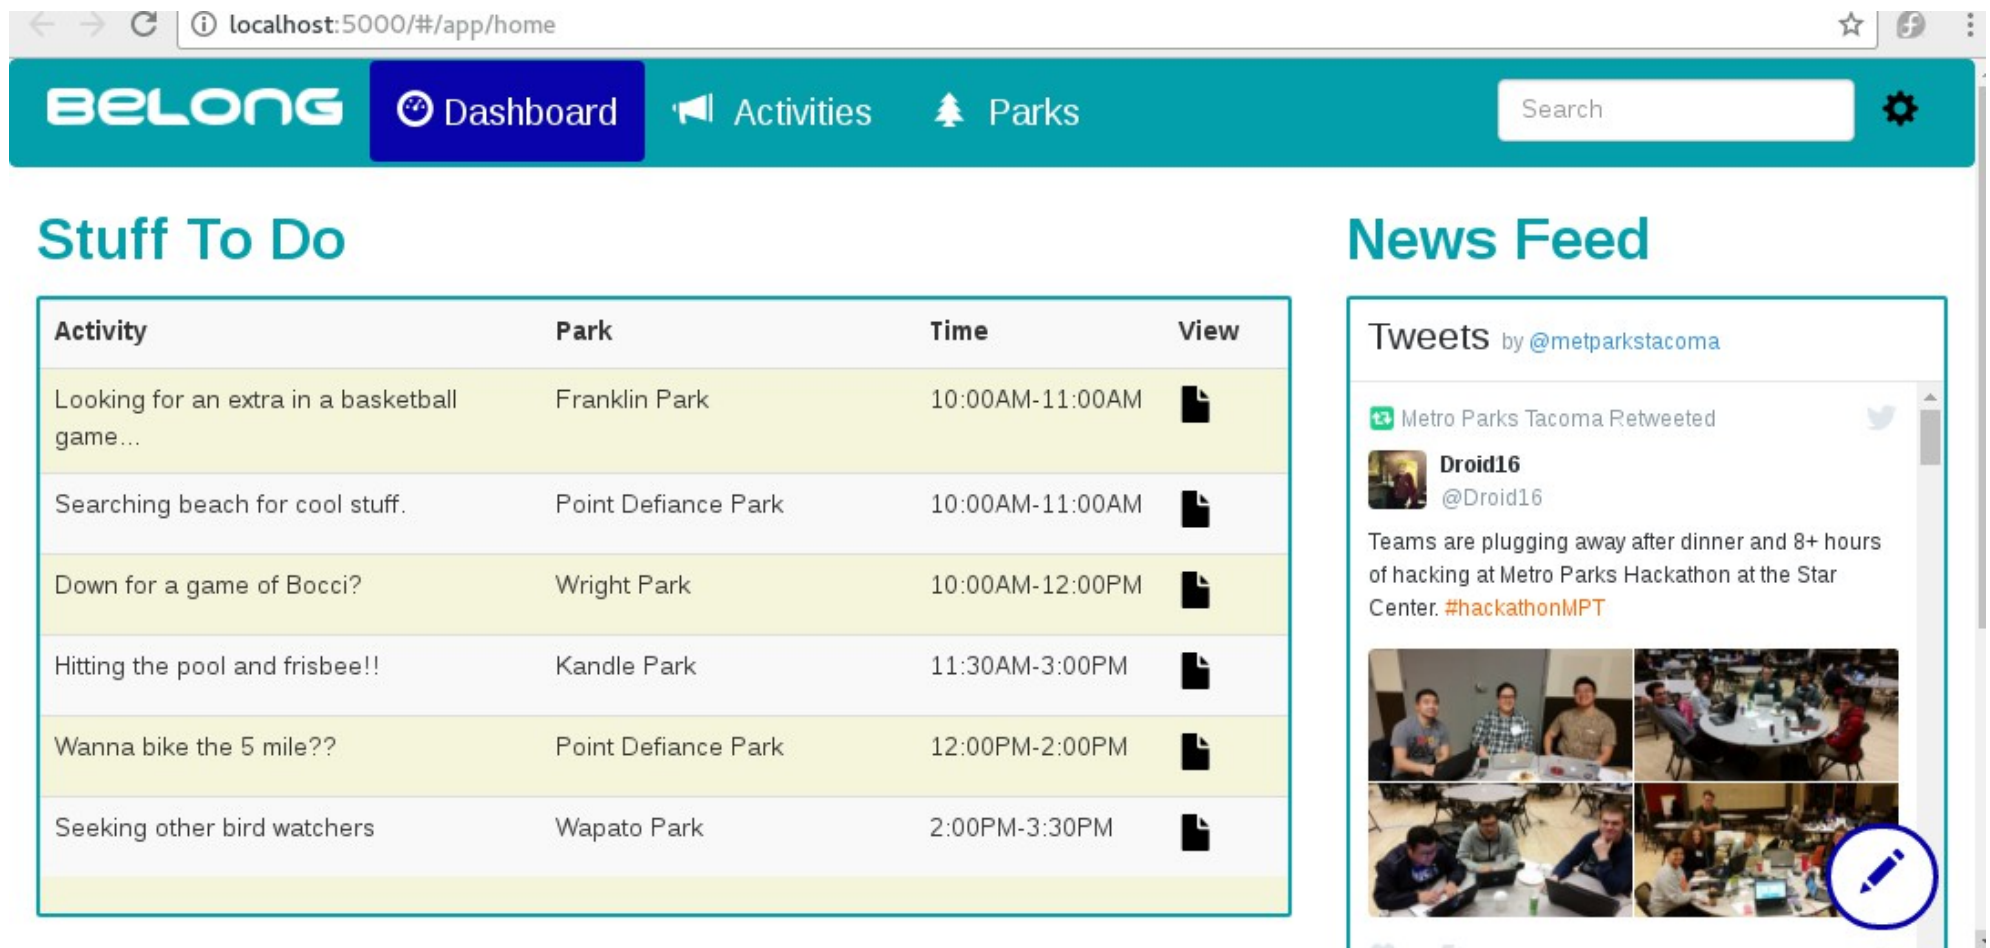 localhost:5000/#/app/home
BELONG Dashboard Activities Parks Search
Stuff To Do
Activity Park Time View
Looking for an extra in a basketball game... Franklin Park 10:00AM-11:00AM
Searching beach for cool stuff. Point Defiance Park 10:00AM-11:00AM
Down for a game of Bocci? Wright Park 10:00AM-12:00PM
Hitting the pool and frisbee!! Kandle Park 11:30AM-3:00PM
Wanna bike the 5 mile?? Point Defiance Park 12:00PM-2:00PM
Seeking other bird watchers Wapato Park 2:00PM-3:30PM
News Feed
Tweets by @metparkstacoma
Metro Parks Tacoma Retweeted
Droid16
@Droid16
Teams are plugging away after dinner and 8+ hours
of hacking at Metro Parks Hackathon at the Star
Center. #hackathonMPT